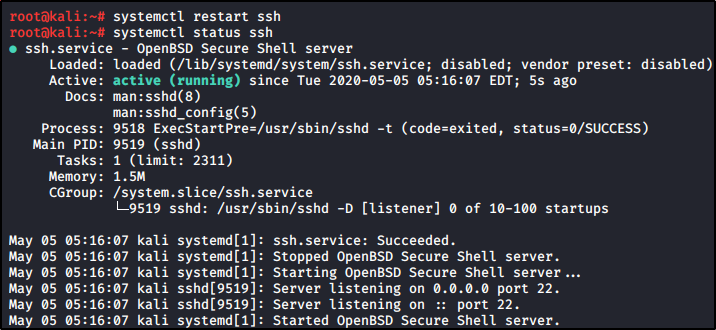 root@kali:~# systemctl restart ssh
root@kali:~# systemctl status ssh
● ssh.service - OpenBSD Secure Shell server
     Loaded: loaded (/lib/systemd/system/ssh.service; disabled; vendor preset: disabled)
     Active: active (running) since Tue 2020-05-05 05:16:07 EDT; 5s ago
       Docs: man:sshd(8)
             man:sshd_config(5)
    Process: 9518 ExecStartPre=/usr/sbin/sshd -t (code=exited, status=0/SUCCESS)
   Main PID: 9519 (sshd)
      Tasks: 1 (limit: 2311)
     Memory: 1.5M
     CGroup: /system.slice/ssh.service
             └─9519 sshd: /usr/sbin/sshd -D [listener] 0 of 10-100 startups

May 05 05:16:07 kali systemd[1]: ssh.service: Succeeded.
May 05 05:16:07 kali systemd[1]: Stopped OpenBSD Secure Shell server.
May 05 05:16:07 kali systemd[1]: Starting OpenBSD Secure Shell server...
May 05 05:16:07 kali sshd[9519]: Server listening on 0.0.0.0 port 22.
May 05 05:16:07 kali sshd[9519]: Server listening on :: port 22.
May 05 05:16:07 kali systemd[1]: Started OpenBSD Secure Shell server.